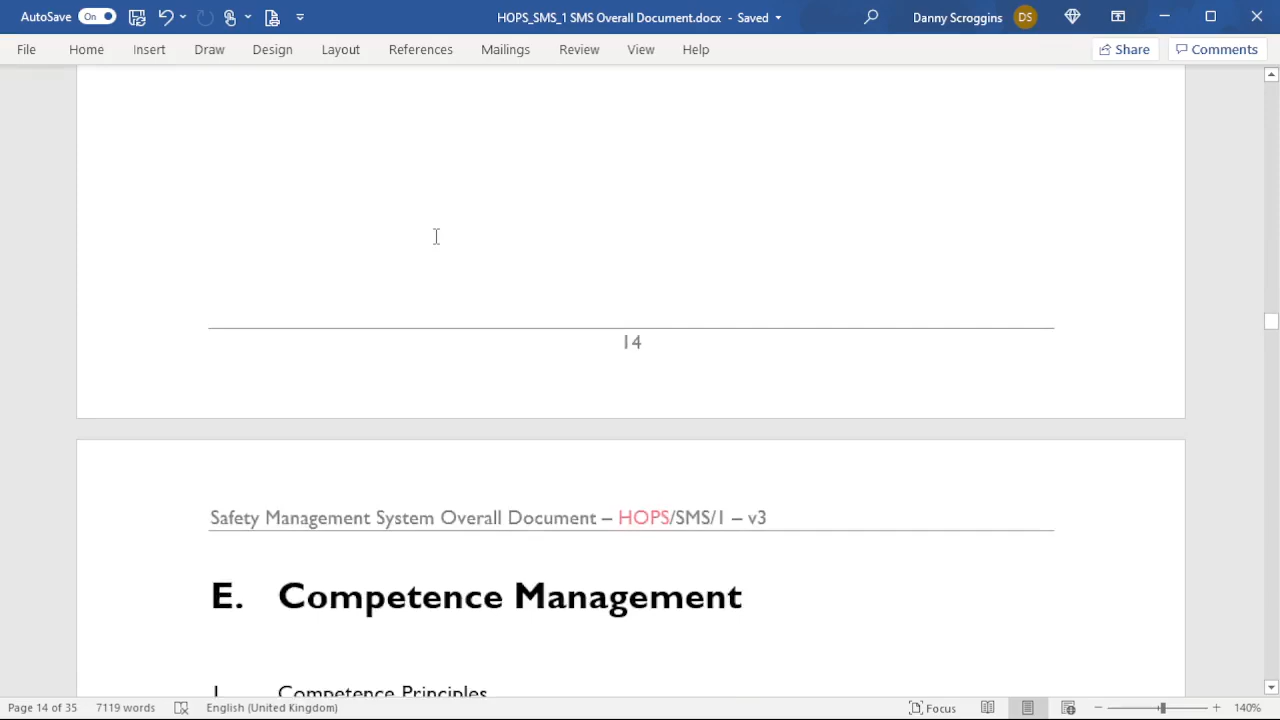 AutoSave On HOPS_SMS_1 SMS Overall Document.docx - Saved Danny Scroggins DS
File Home Insert Draw Design Layout References Mailings Review View Help Share Comments
14
Safety Management System Overall Document – HOPS/SMS/1 – v3
E. Competence Management
1. Competence Principles
Page 14 of 35 7119 words English (United Kingdom) Focus 140%